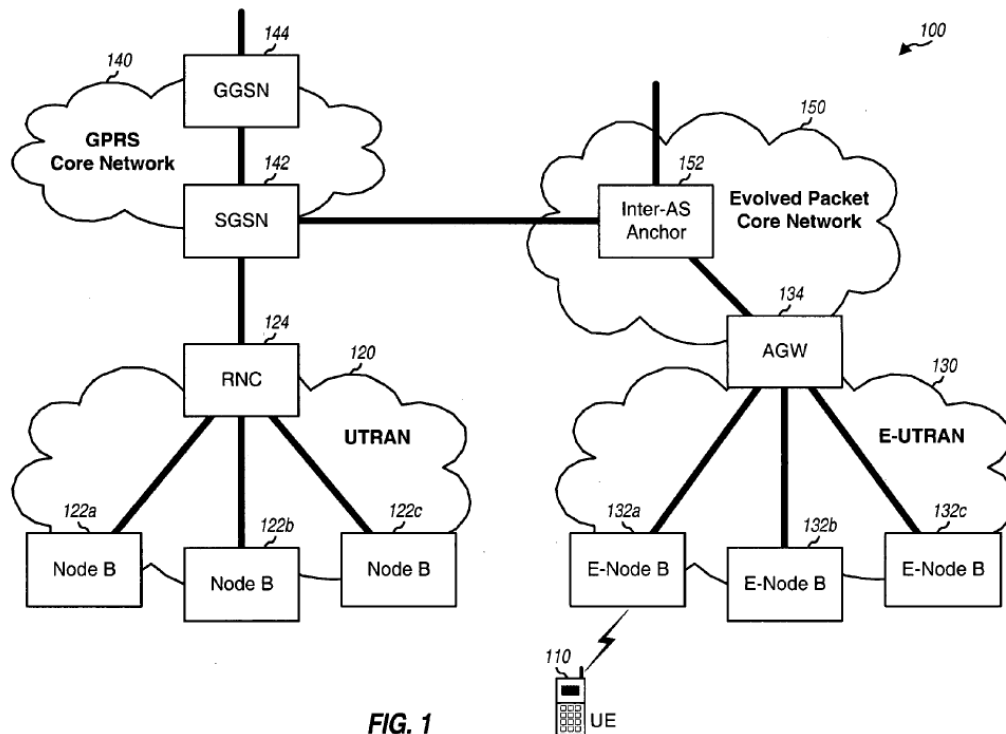 100
144
140
GGSN
GPRS
Core Network
142
SGSN
150
152
Inter-AS
Anchor
Evolved Packet
Core Network
134
AGW
124
RNC
120
UTRAN
130
E-UTRAN
122a
Node B
122b
Node B
122c
Node B
132a
E-Node B
132b
E-Node B
132c
E-Node B
110
UE
FIG. 1